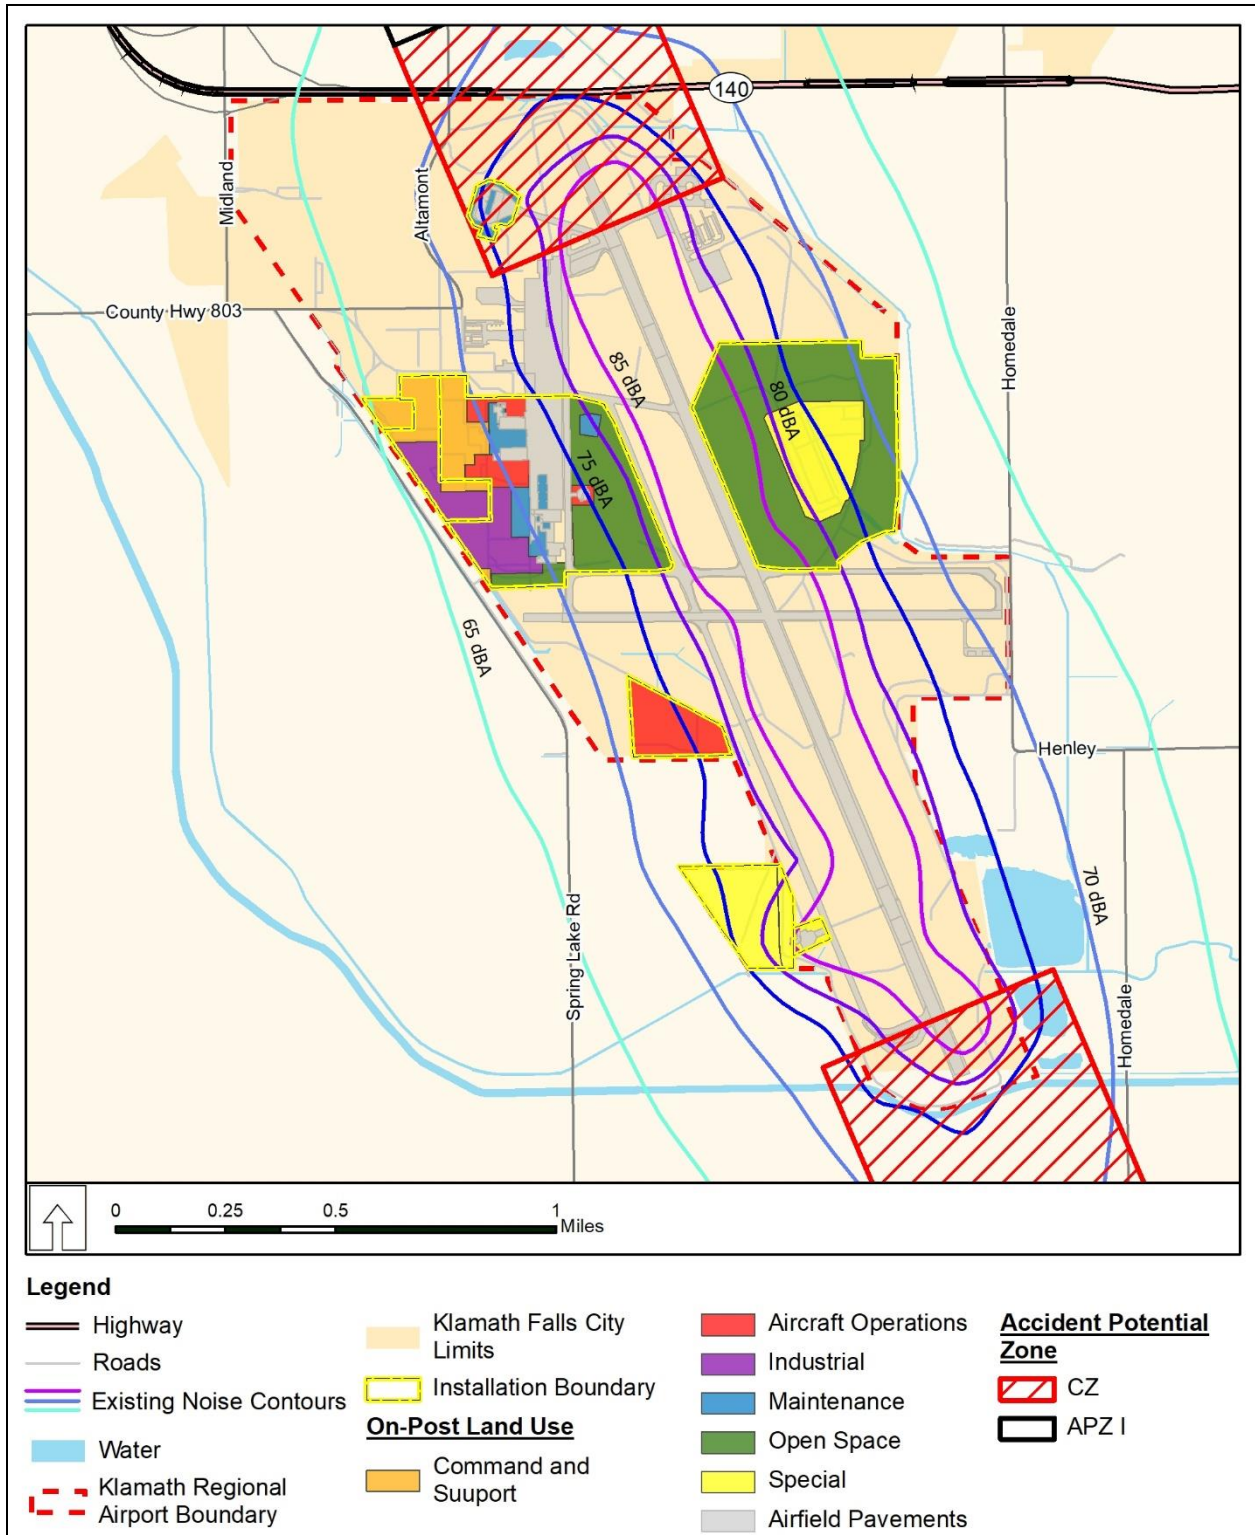 140
Midland
Altamont
County Hwy 803
Homedale
85 dBA
80 dBA
75 dBA
65 dBA
Henley
70 dBA
Spring Lake Rd
Homedale
0 0.25 0.5 1
Miles
Legend
Highway
Roads
Existing Noise Contours
Water
Klamath Regional
Airport Boundary
Klamath Falls City
Limits
Installation Boundary
On-Post Land Use
Command and
Suuport
Aircraft Operations
Industrial
Maintenance
Open Space
Special
Airfield Pavements
Accident Potential
Zone
CZ
APZ I